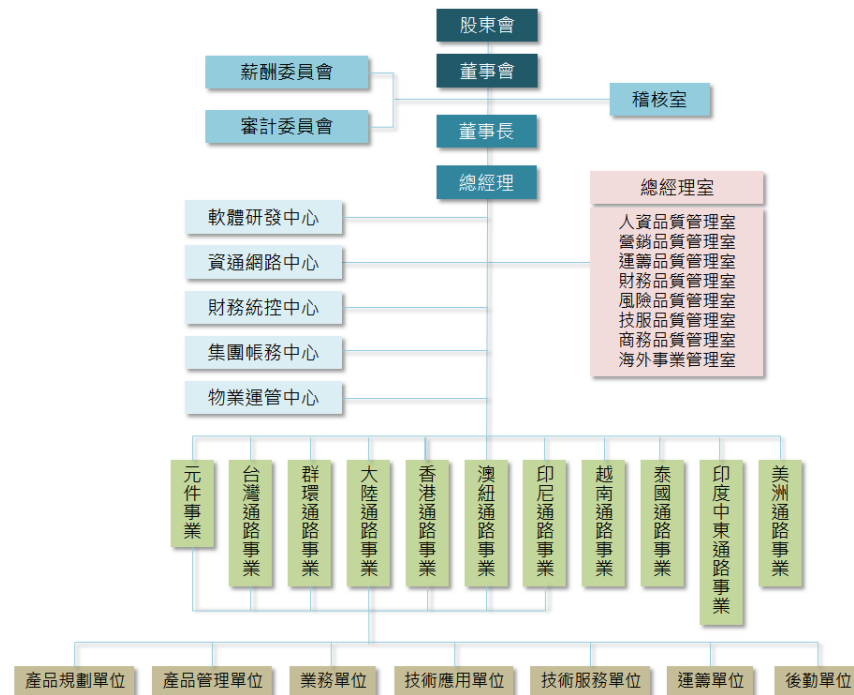 股東會
董事會
薪酬委員會
審計委員會
稽核室
董事長
總經理
總經理室
人資品質管理室
營銷品質管理室
運籌品質管理室
財務品質管理室
風險品質管理室
技服品質管理室
商務品質管理室
海外事業管理室
軟體研發中心
資通網路中心
財務統控中心
集團帳務中心
物業運管中心
元件事業
台灣通路事業
群環通路事業
大陸通路事業
香港通路事業
澳紐通路事業
印尼通路事業
越南通路事業
泰國通路事業
印度中東通路事業
美洲通路事業
產品規劃單位
產品管理單位
業務單位
技術應用單位
技術服務單位
運籌單位
後勤單位